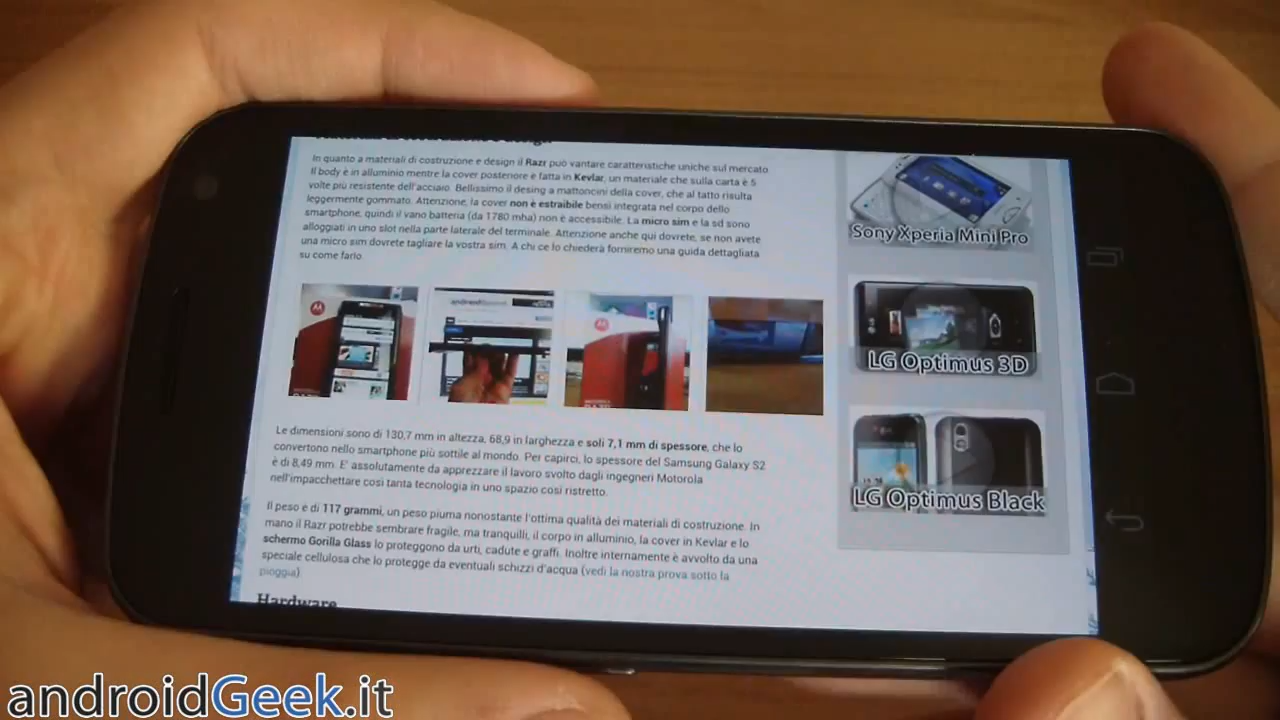 In quanto a materiali di costruzione e design il Razr può vantare caratteristiche uniche sul mercato
Il body è in alluminio mentre la cover posteriore è fatta in Kevlar, un materiale che sulla carta è 5
volte più resistente dell'acciaio. Bellissimo il desing a mattoncini della cover, che al tatto risulta
leggermente gommato. Attenzione, la cover non è estraibile bensì integrata nel corpo dello
smartphone, quindi il vano batteria (da 1780 mha) non è accessibile. La micro sim e la sd sono
alloggiati in uno slot nella parte laterale del terminale. Attenzione anche qui dovrete, se non avete
una micro sim dovrete tagliare la vostra sim. A chi ce lo chiederà forniremo una guida dettagliata
su come farlo
Le dimensioni sono di 130,7 mm in altezza, 68,9 in larghezza e soli 7,1 mm di spessore, che lo
convertono nello smartphone più sottile al mondo. Per capirci, lo spessore del Samsung Galaxy S2
è di 8,49 mm. E' assolutamente da apprezzare il lavoro svolto dagli ingegneri Motorola
nell'impacchettare così tanta tecnologia in uno spazio così ristretto.
Il peso è di 117 grammi, un peso piuma nonostante l'ottima qualità dei materiali di costruzione. In
mano il Razr potrebbe sembrare fragile, ma tranquilli, il corpo in alluminio, la cover in Kevlar e lo
schermo Gorilla Glass lo proteggono da urti, cadute e graffi. Inoltre internamente è avvolto da una
speciale cellulosa che lo protegge da eventuali schizzi d'acqua (vedi la nostra prova sotto la
pioggia)
Hardware
Sony Xperia Mini Pro
LG Optimus 3D
LG Optimus Black
androidGeek.it